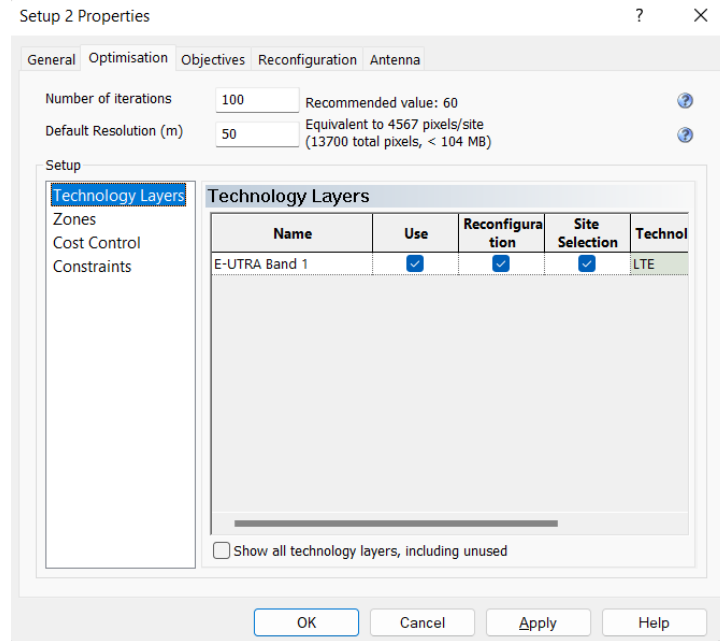 Setup 2 Properties
? X
General Optimisation Objectives Reconfiguration Antenna
Number of iterations 100 Recommended value: 60 ?
Default Resolution (m) 50 Equivalent to 4567 pixels/site
(13700 total pixels, < 104 MB) ?
Setup
Technology Layers
Zones
Cost Control
Constraints
Technology Layers
Name Use Reconfigura
tion Site
Selection Technol
E-UTRA Band 1 LTE
Show all technology layers, including unused
OK Cancel Apply Help